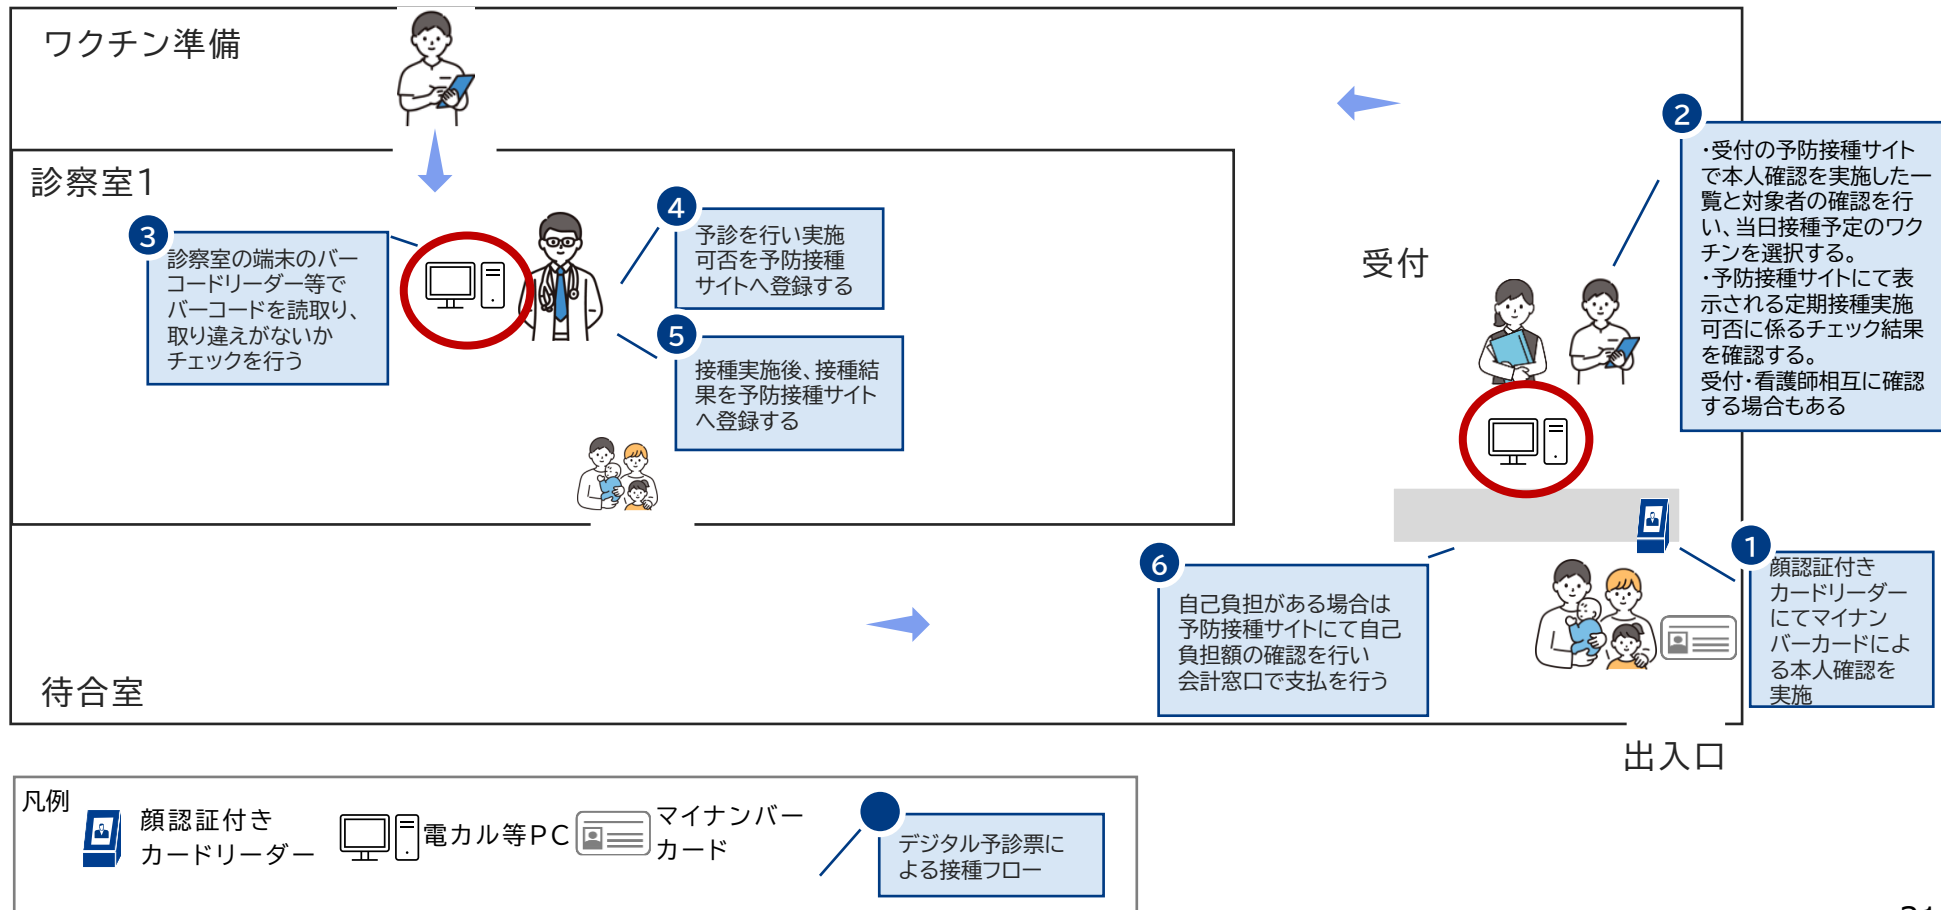 ワクチン準備
診察室1
3
診察室の端末のバー
コードリーダー等で
バーコードを読取り、
取り違えがないか
チェックを行う
4
予診を行い実施
可否を予防接種
サイトへ登録する
5
接種実施後、接種結
果を予防接種サイト
へ登録する
受付
2
・受付の予防接種サイト
で本人確認を実施した一
覧と対象者の確認を行
い、当日接種予定のワク
チンを選択する。
・予防接種サイトにて表
示される定期接種実施
可否に係るチェック結果
を確認する。
受付・看護師相互に確認
する場合もある
1
顔認証付き
カードリーダー
にてマイナン
バーカードによ
る本人確認を
実施
6
自己負担がある場合は
予防接種サイトにて自己
負担額の確認を行い
会計窓口で支払を行う
待合室
出入口
凡例
顔認証付き
カードリーダー
電カル等PC
マイナンバー
カード
デジタル予診票に
よる接種フロー